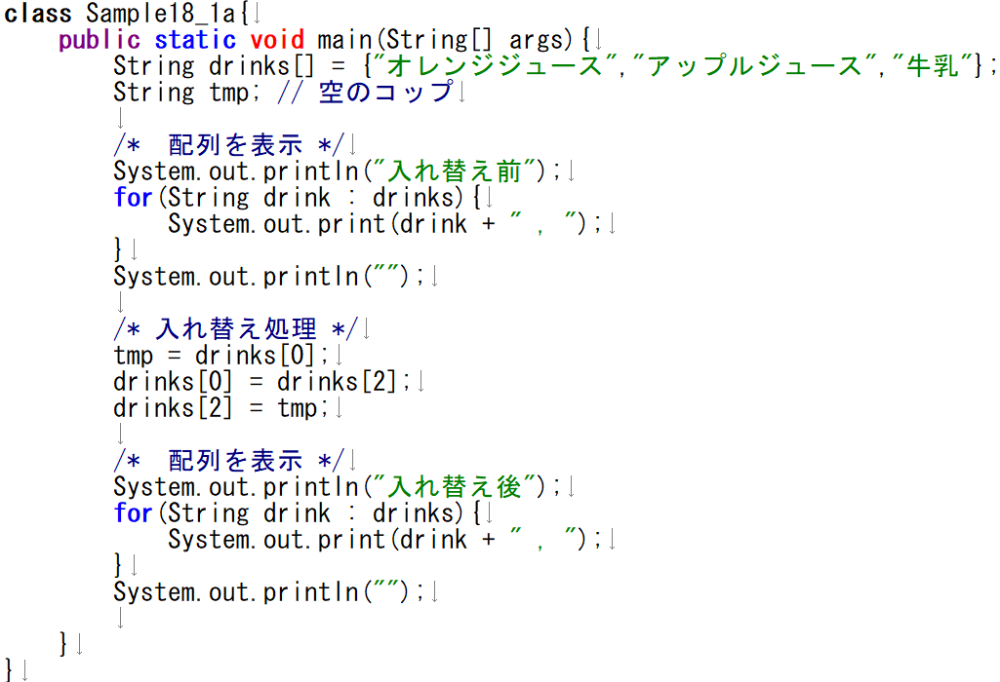 class Sample18_1a{↓
    public static void main(String[] args){↓
        String drinks[] = {"オレンジジュース","アップルジュース","牛乳"};
        String tmp; // 空のコップ↓
        ↓
        /*  配列を表示 */↓
        System.out.println("入れ替え前");↓
        for(String drink : drinks){↓
            System.out.print(drink + " , ");↓
        }↓
        System.out.println("");↓
        ↓
        /* 入れ替え処理 */↓
        tmp = drinks[0];↓
        drinks[0] = drinks[2];↓
        drinks[2] = tmp;↓
        ↓
        /*  配列を表示 */↓
        System.out.println("入れ替え後");↓
        for(String drink : drinks){↓
            System.out.print(drink + " , ");↓
        }↓
        System.out.println("");↓
        ↓
    }↓
}↓